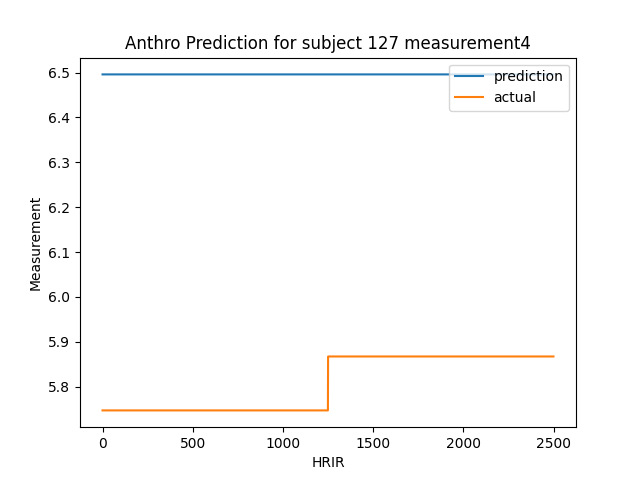 Anthro Prediction for subject 127 measurement4
prediction
actual
6.5
6.4
6.3
6.2
6.1
6.0
5.9
5.8
Measurement
0 500 1000 1500 2000 2500
HRIR